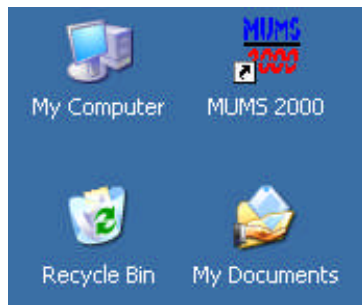 MUMS
2000
My Computer
MUMS 2000
Recycle Bin
My Documents